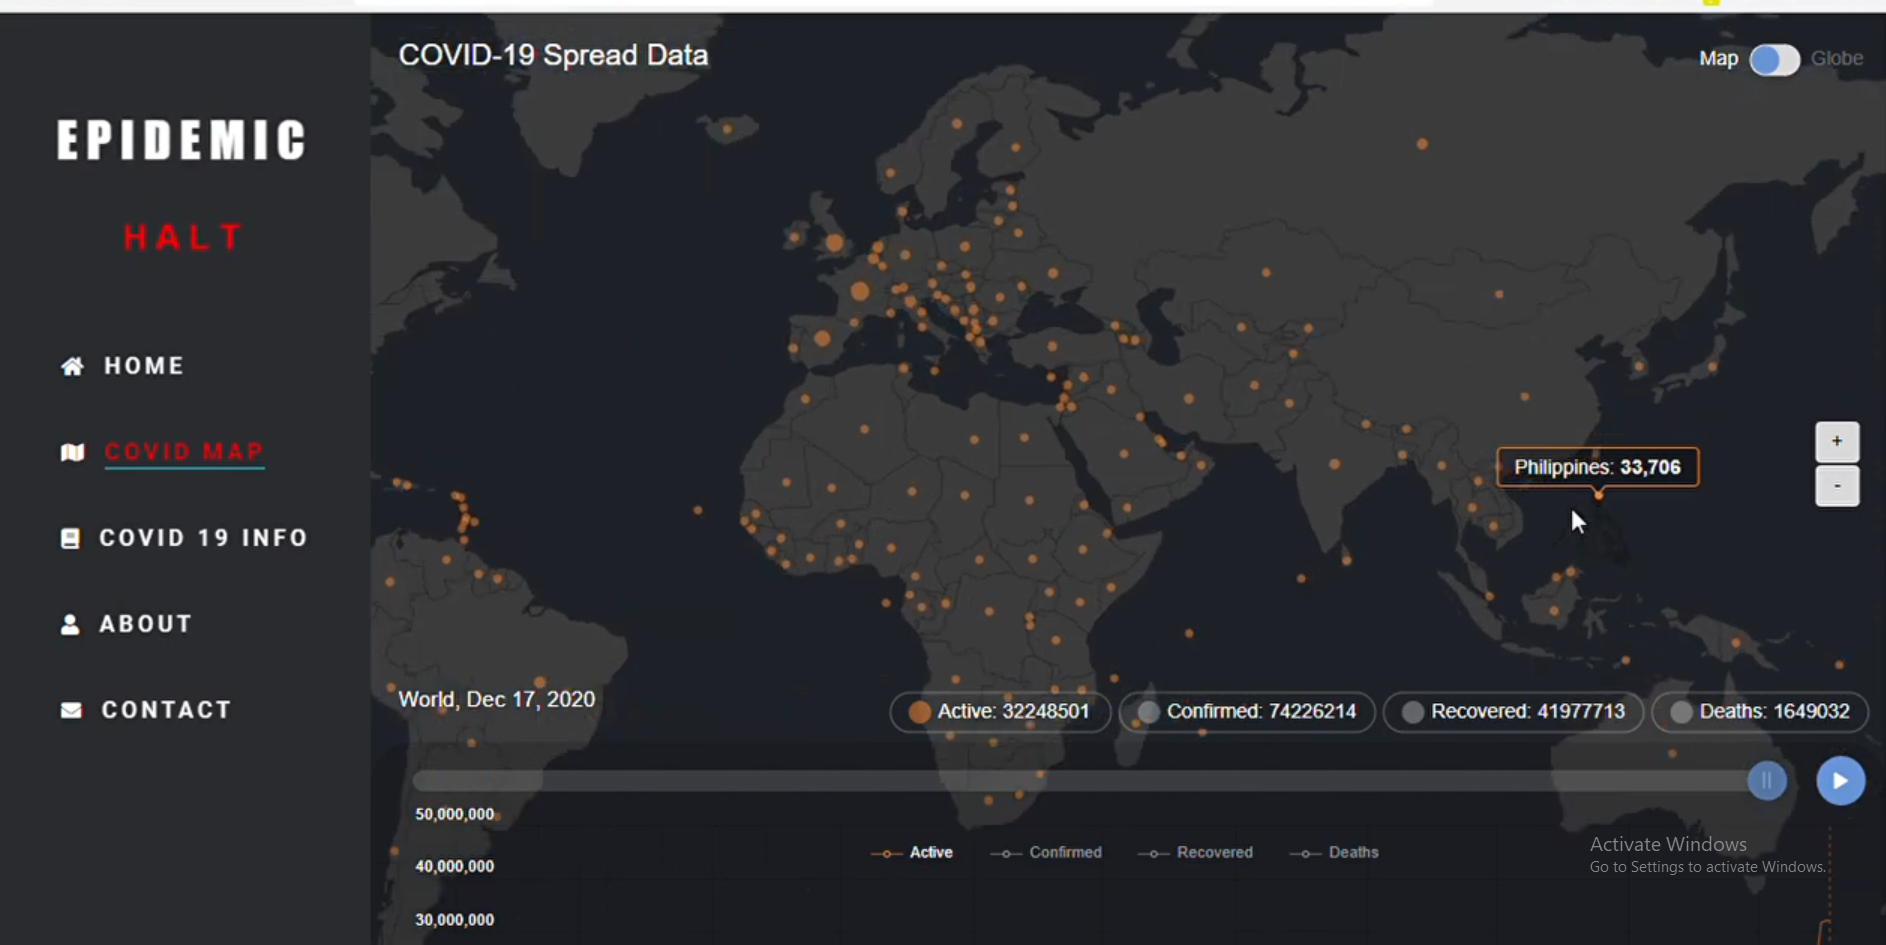 COVID-19 Spread Data
Map Globe
EPIDEMIC
HALT
HOME
COVID MAP
COVID 19 INFO
ABOUT
CONTACT
+
Philippines: 33,706
-
World, Dec 17, 2020
Active: 32248501 Confirmed: 74226214 Recovered: 41977713 Deaths: 1649032
50,000,000
Active Confirmed Recovered Deaths
40,000,000
30,000,000
Activate Windows
Go to Settings to activate Windows.